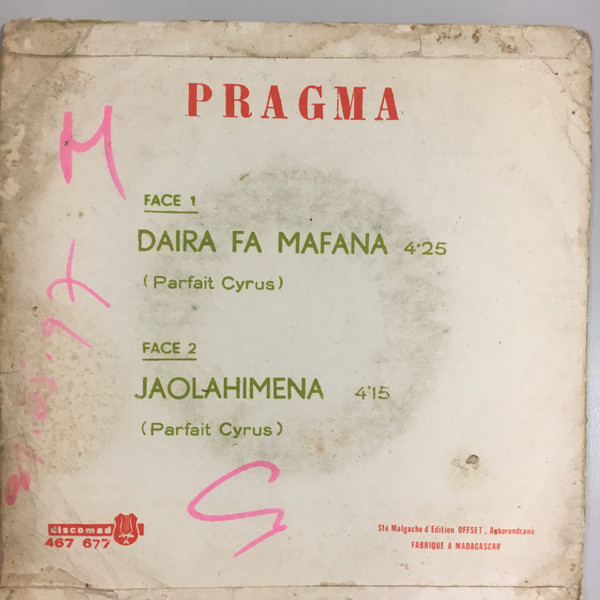 PRAGMA
M
FACE 1
DAIRA FA MAFANA 4'25
(Parfait Cyrus)
FACE 2
JAOLAHIMENA 4'15
(Parfait Cyrus)
discomad
467 677
Sté Malgache d'Edition "OFFSET"_ Ankorondrano
FABRIQUE A MADAGASCAR